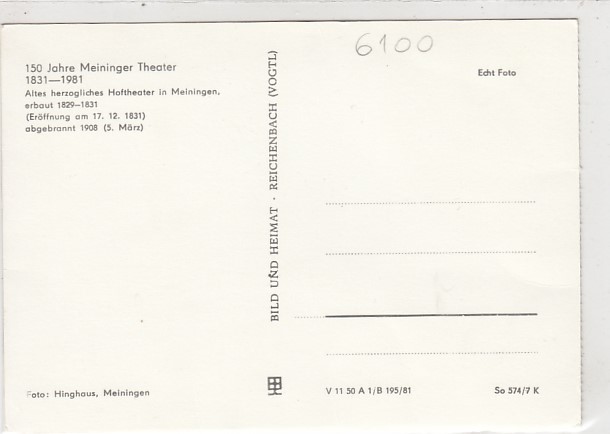 6100
150 Jahre Meininger Theater
1831—1981
Altes herzogliches Hoftheater in Meiningen,
erbaut 1829–1831
(Eröffnung am 17. 12. 1831)
abgebrannt 1908 (5. März)
Echt Foto
BILD UND HEIMAT · REICHENBACH (VOGTL)
Foto: Hinghaus, Meiningen
V 11 50 A 1/B 195/81
So 574/7 K